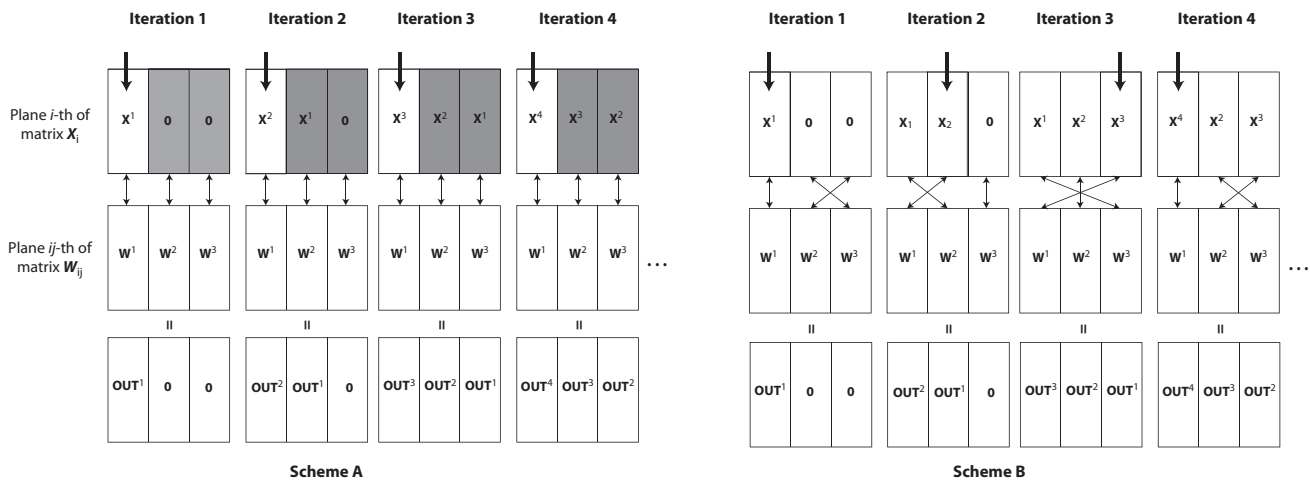 Iteration 1 Iteration 2 Iteration 3 Iteration 4 Iteration 1 Iteration 2 Iteration 3 Iteration 4
Plane i-th of
matrix Xi
X¹ 0 0 X² X¹ 0 X³ X² X¹ X⁴ X³ X² X¹ 0 0 X₁ X₂ 0 X¹ X² X³ X⁴ X² X³
Plane ij-th of
matrix Wij
W¹ W² W³ W¹ W² W³ W¹ W² W³ W¹ W² W³ ... W¹ W² W³ W¹ W² W³ W¹ W² W³ W¹ W² W³ ...
= = = = = = = =
OUT¹ 0 0 OUT² OUT¹ 0 OUT³ OUT² OUT¹ OUT⁴ OUT³ OUT² OUT¹ 0 0 OUT² OUT¹ 0 OUT³ OUT² OUT¹ OUT⁴ OUT³ OUT²
Scheme A Scheme B